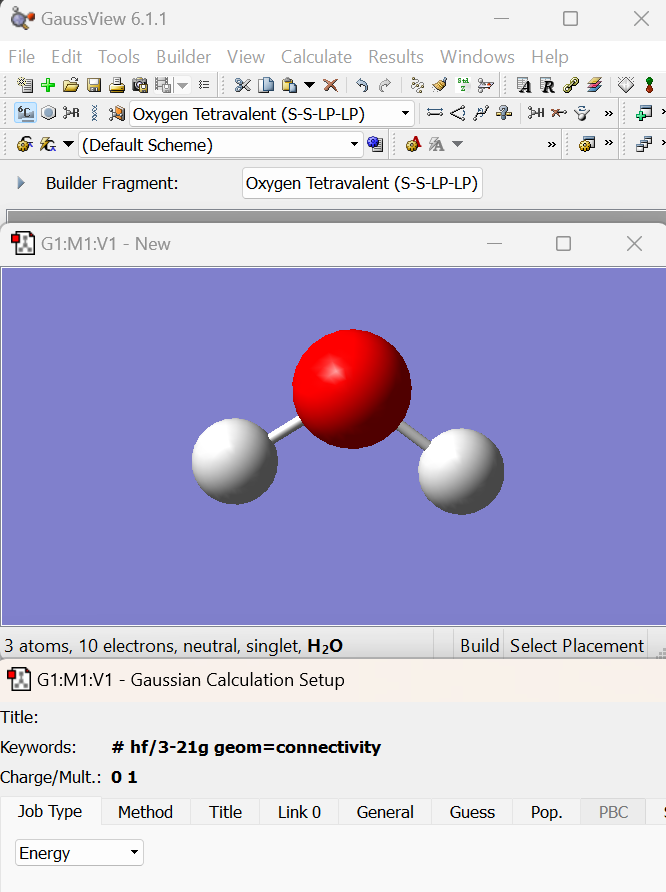 GaussView 6.1.1
File Edit Tools Builder View Calculate Results Windows Help
Oxygen Tetravalent (S-S-LP-LP)
(Default Scheme)
Builder Fragment: Oxygen Tetravalent (S-S-LP-LP)
G1:M1:V1 - New
3 atoms, 10 electrons, neutral, singlet, H₂O Build Select Placement
G1:M1:V1 - Gaussian Calculation Setup
Title:
Keywords: # hf/3-21g geom=connectivity
Charge/Mult.: 0 1
Job Type Method Title Link 0 General Guess Pop. PBC
Energy